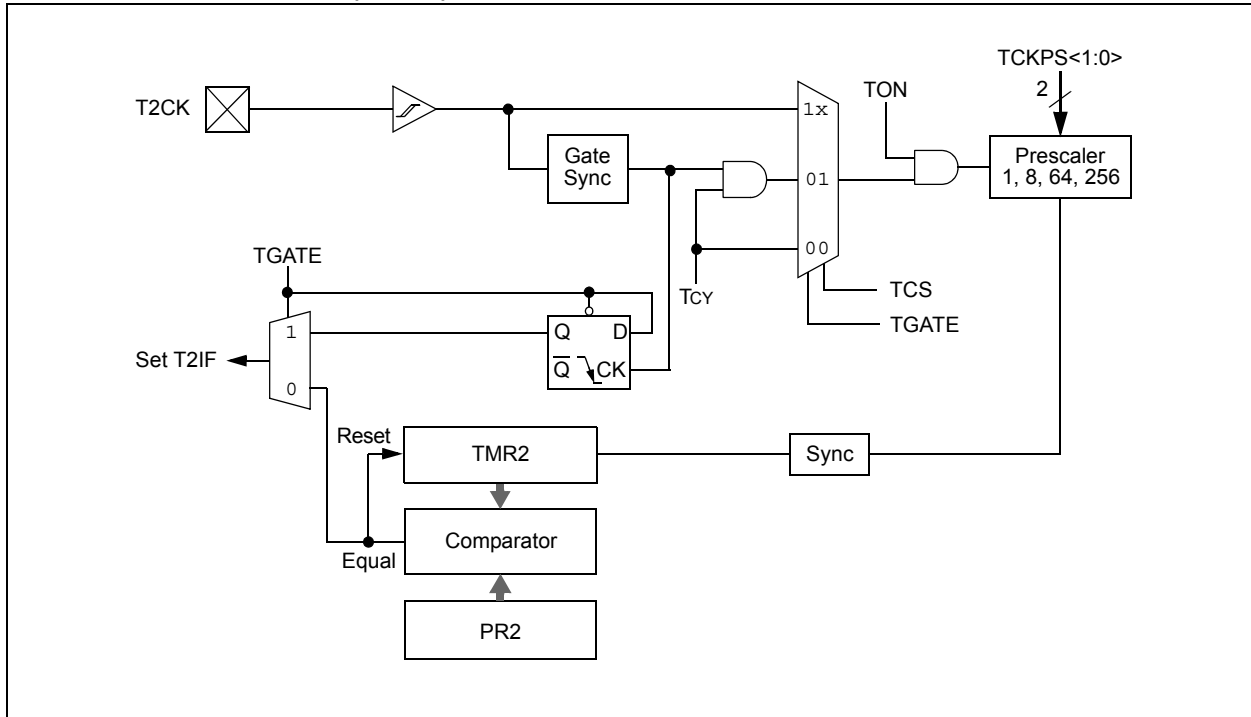 TCKPS<1:0>
2
T2CK
1x
TON
Gate
Sync
Prescaler
1, 8, 64, 256
01
00
TGATE
TCY
TCS
TGATE
1
Q D
Set T2IF
Q CK
0
Reset
TMR2
Sync
Equal
Comparator
PR2